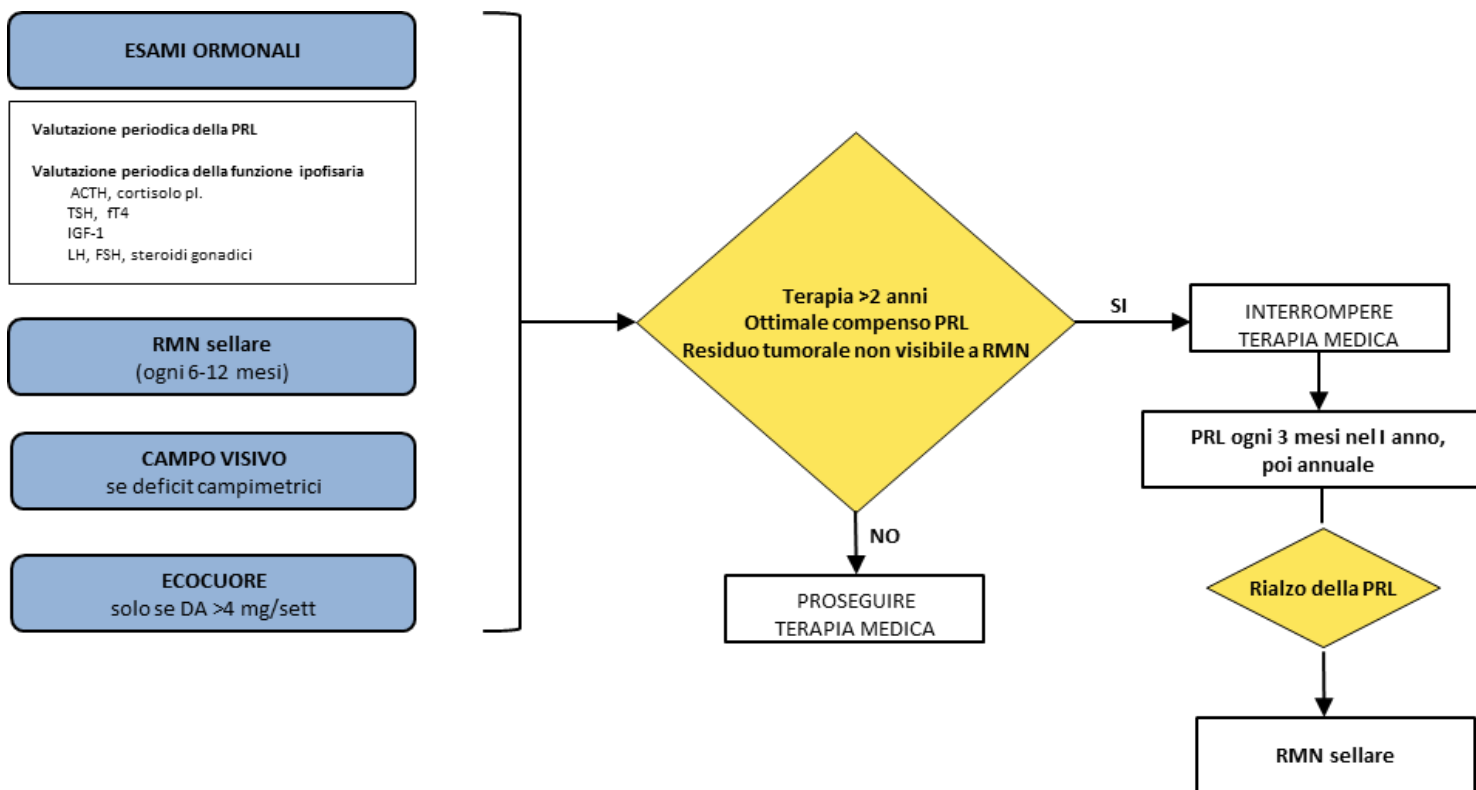 ESAMI ORMONALI
Valutazione periodica della PRL
Valutazione periodica della funzione ipofisaria
ACTH, cortisolo pl.
TSH, fT4
IGF-1
LH, FSH, steroidi gonadici
RMN sellare
(ogni 6-12 mesi)
CAMPO VISIVO
se deficit campimetrici
ECOCUORE
solo se DA >4 mg/sett
Terapia >2 anni
Ottimale compenso PRL
Residuo tumorale non visibile a RMN
SI
NO
PROSEGUIRE
TERAPIA MEDICA
INTERROMPERE
TERAPIA MEDICA
PRL ogni 3 mesi nel I anno,
poi annuale
Rialzo della PRL
RMN sellare